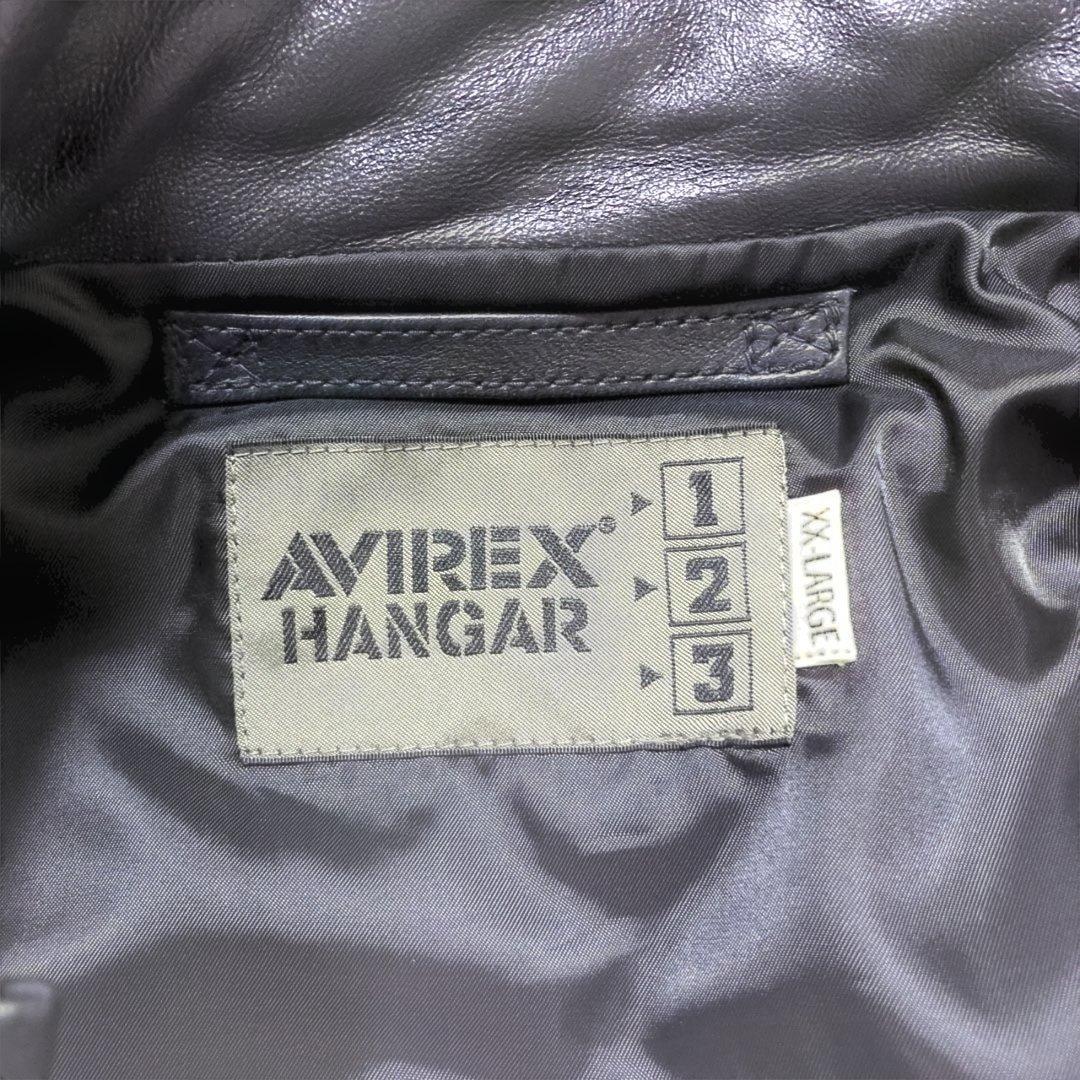 AVIREX®
HANGAR
1
2
3
XX-LARGE